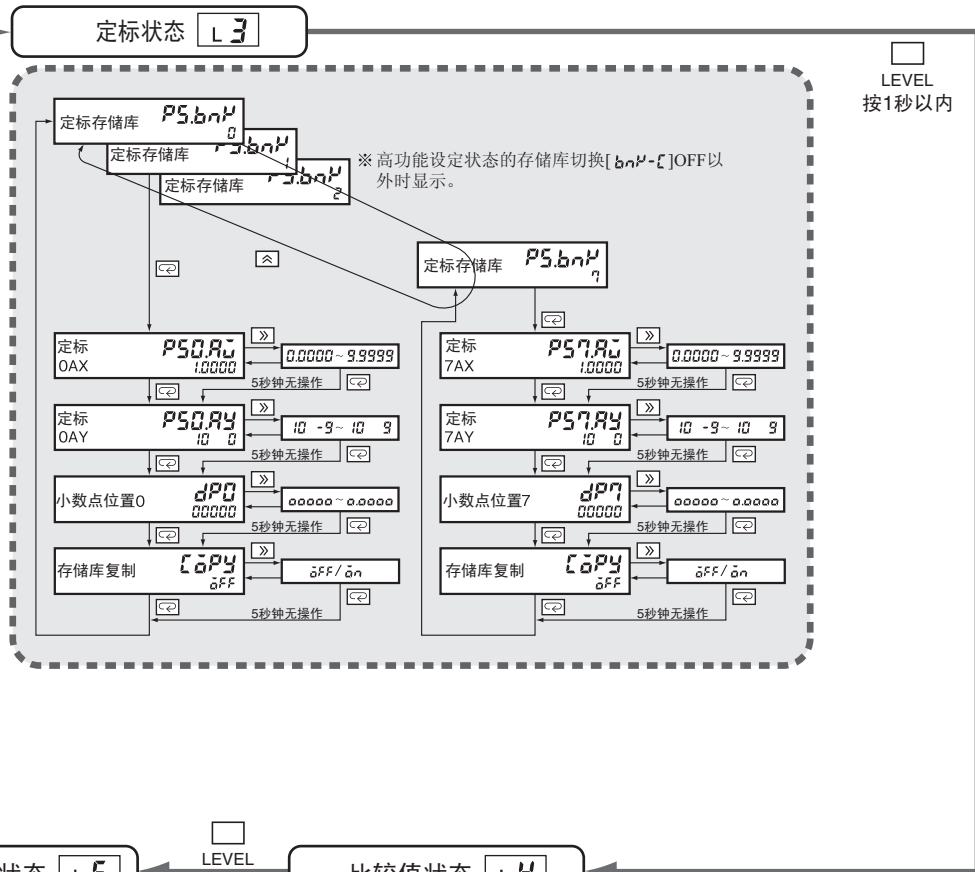 定标状态 L 3
LEVEL
按1秒以内
定标存储库 PS.bnK
0
定标存储库
1
定标存储库
2
※ 高功能设定状态的存储库切换[ bnK-C ]OFF以
外时显示。
定标存储库 PS.bnK
7
定标
0AX
PS0.AX
1.0000
0.0000~9.9999
5秒钟无操作
定标
0AY
PS0.AY
10 0
10 -9~10 9
5秒钟无操作
小数点位置0
dP0
00000
00000~0.0000
5秒钟无操作
存储库复制
CoPY
oFF
oFF/on
5秒钟无操作
定标
7AX
PS7.AX
1.0000
0.0000~9.9999
5秒钟无操作
定标
7AY
PS7.AY
10 0
10 -9~10 9
5秒钟无操作
小数点位置7
dP7
00000
00000~0.0000
5秒钟无操作
存储库复制
CoPY
oFF
oFF/on
5秒钟无操作
LEVEL
状态
比较值状态